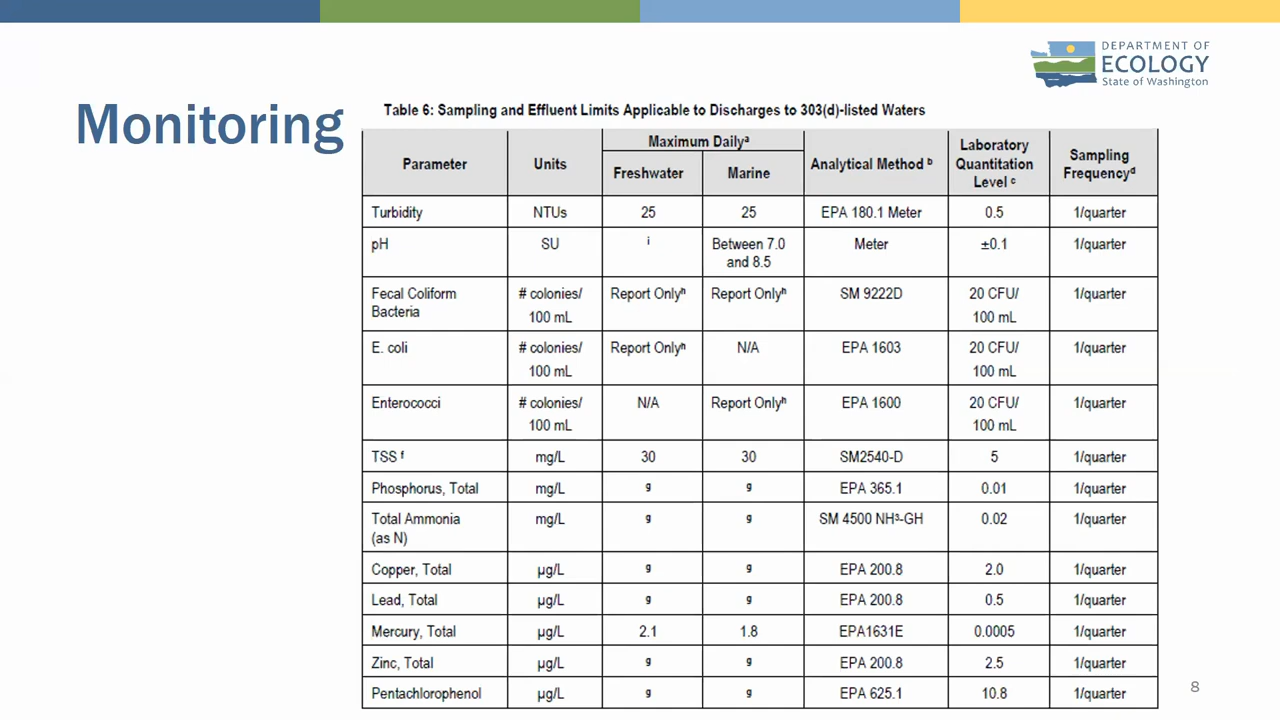 DEPARTMENT OF
ECOLOGY
State of Washington
Monitoring
Table 6: Sampling and Effluent Limits Applicable to Discharges to 303(d)-listed Waters
Parameter Units Maximum Dailyᵃ Analytical Method ᵇ Laboratory Quantitation Level ᶜ Sampling Frequencyᵈ
Freshwater Marine
Turbidity NTUs 25 25 EPA 180.1 Meter 0.5 1/quarter
pH SU ⁱ Between 7.0 and 8.5 Meter ±0.1 1/quarter
Fecal Coliform Bacteria # colonies/ 100 mL Report Onlyʰ Report Onlyʰ SM 9222D 20 CFU/ 100 mL 1/quarter
E. coli # colonies/ 100 mL Report Onlyʰ N/A EPA 1603 20 CFU/ 100 mL 1/quarter
Enterococci # colonies/ 100 mL N/A Report Onlyʰ EPA 1600 20 CFU/ 100 mL 1/quarter
TSS ᶠ mg/L 30 30 SM2540-D 5 1/quarter
Phosphorus, Total mg/L ᵍ ᵍ EPA 365.1 0.01 1/quarter
Total Ammonia (as N) mg/L ᵍ ᵍ SM 4500 NH³-GH 0.02 1/quarter
Copper, Total µg/L ᵍ ᵍ EPA 200.8 2.0 1/quarter
Lead, Total µg/L ᵍ ᵍ EPA 200.8 0.5 1/quarter
Mercury, Total µg/L 2.1 1.8 EPA1631E 0.0005 1/quarter
Zinc, Total µg/L ᵍ ᵍ EPA 200.8 2.5 1/quarter
Pentachlorophenol µg/L ᵍ ᵍ EPA 625.1 10.8 1/quarter
8